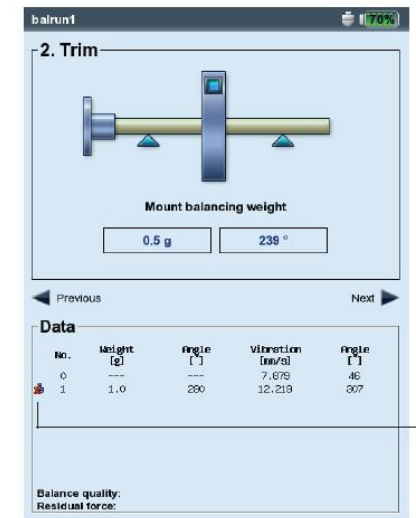 balrun1 70%
2. Trim
Mount balancing weight
0.5 g 239 °
Previous Next
Data
No. Weight [g] Angle [°] Vibration [mm/s] Angle [°]
0 --- --- 7.879 46
1 1.0 280 12.219 307
Balance quality:
Residual force: